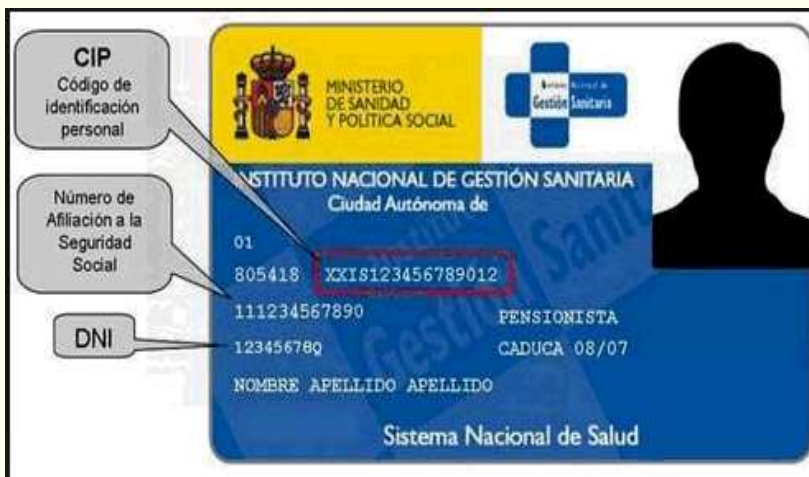 CIP
Código de
identificación
personal
Número de
Afiliación a la
Seguridad
Social
DNI
MINISTERIO
DE SANIDAD
Y POLITICA SOCIAL
Gestión Sanitaria
INSTITUTO NACIONAL DE GESTIÓN SANITARIA
Ciudad Autónoma de
01
805418 XXIS123456789012
111234567890
PENSIONISTA
12345678Q
CADUCA 08/07
NOMBRE APELLIDO APELLIDO
Sistema Nacional de Salud